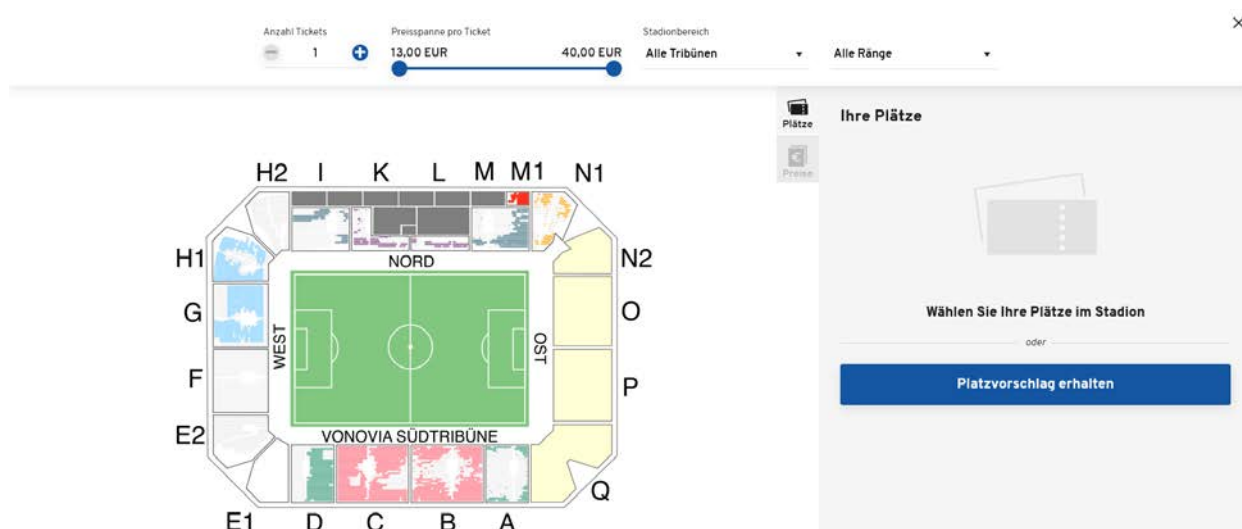 Anzahl Tickets
1
Preisspanne pro Ticket
13,00 EUR 40,00 EUR
Stadionbereich
Alle Tribünen
Alle Ränge
Plätze
Preise
Ihre Plätze
Wählen Sie Ihre Plätze im Stadion
oder
Platzvorschlag erhalten
H2 I K L M M1 N1
NORD
H1 N2
G O
WEST OST
F P
E2
VONOVIA SÜDTRIBÜNE
Q
E1 D C B A